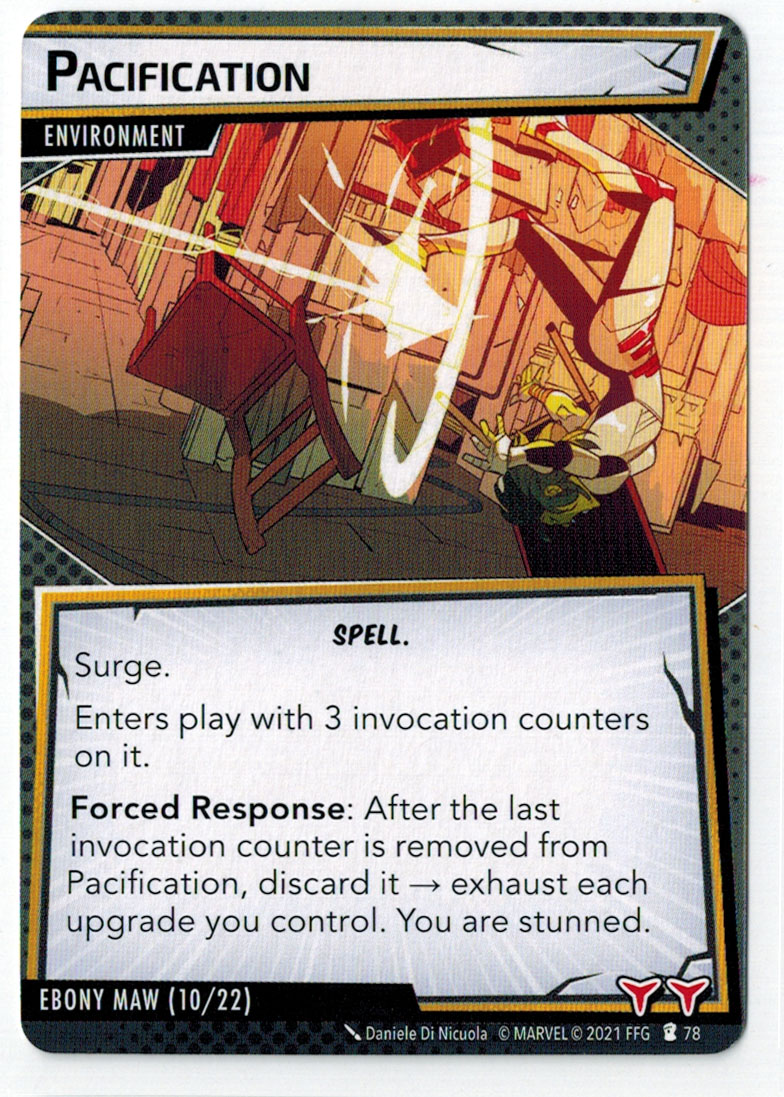 PACIFICATION
ENVIRONMENT
SPELL.
Surge.
Enters play with 3 invocation counters
on it.
Forced Response: After the last
invocation counter is removed from
Pacification, discard it → exhaust each
upgrade you control. You are stunned.
EBONY MAW (10/22)
Daniele Di Nicuola © MARVEL © 2021 FFG 78